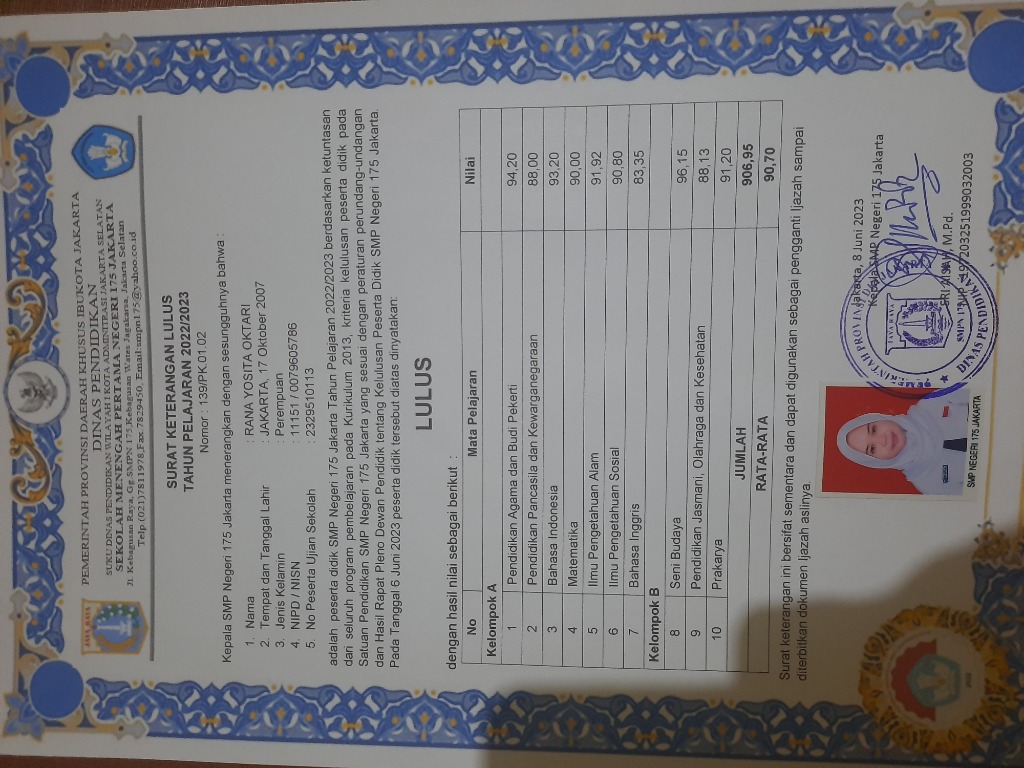 JAYA RAYA
PEMERINTAH PROVINSI DAERAH KHUSUS IBUKOTA JAKARTA
DINAS PENDIDIKAN
SUKU DINAS PENDIDIKAN WILAYAH I KOTA ADMINITRASI JAKARTA SELATAN
SEKOLAH MENENGAH PERTAMA NEGERI 175 JAKARTA
Jl. Kebagusan Raya, Gg.SMPN 175,Kebagusan Wates Jagakarsa, Jakarta Selatan
Telp (021)7811978,Fax 7829450, Email:smpn175@yahoo.co.id
SURAT KETERANGAN LULUS
TAHUN PELAJARAN 2022/2023
Nomor : 139/PK.01.02
Kepala SMP Negeri 175 Jakarta menerangkan dengan sesungguhnya bahwa :
1. Nama : RANA YOSITA OKTARI
2. Tempat dan Tanggal Lahir : JAKARTA, 17 Oktober 2007
3. Jenis Kelamin : Perempuan
4. NIPD / NISN : 11151 / 0079605786
5. No Peserta Ujian Sekolah : 2329510113
adalah peserta didik SMP Negeri 175 Jakarta Tahun Pelajaran 2022/2023 berdasarkan ketuntasan
dari seluruh program pembelajaran pada Kurikulum 2013, kriteria kelulusan peserta didik pada
Satuan Pendidikan SMP Negeri 175 Jakarta yang sesuai dengan peraturan perundang-undangan
dan Hasil Rapat Pleno Dewan Pendidik tentang Kelulusan Peserta Didik SMP Negeri 175 Jakarta.
Pada Tanggal 6 Juni 2023 peserta didik tersebut diatas dinyatakan:
LULUS
dengan hasil nilai sebagai berikut :
No Mata Pelajaran Nilai
Kelompok A
1 Pendidikan Agama dan Budi Pekerti 94,20
2 Pendidikan Pancasila dan Kewarganegaraan 88,00
3 Bahasa Indonesia 93,20
4 Matematika 90,00
5 Ilmu Pengetahuan Alam 91,92
6 Ilmu Pengetahuan Sosial 90,80
7 Bahasa Inggris 83,35
Kelompok B
8 Seni Budaya 96,15
9 Pendidikan Jasmani, Olahraga dan Kesehatan 88,13
10 Prakarya 91,20
JUMLAH 906,95
RATA-RATA 90,70
Surat keterangan ini bersifat sementara dan dapat digunakan sebagai pengganti Ijazah sampai
diterbitkan dokumen Ijazah aslinya.
Jakarta, 8 Juni 2023
Kepala SMP Negeri 175 Jakarta
M.Pd.
197203251999032003
JAYA RAYA
SMPN 175
DINAS PENDIDIKAN
SMP NEGERI 175 JAKARTA